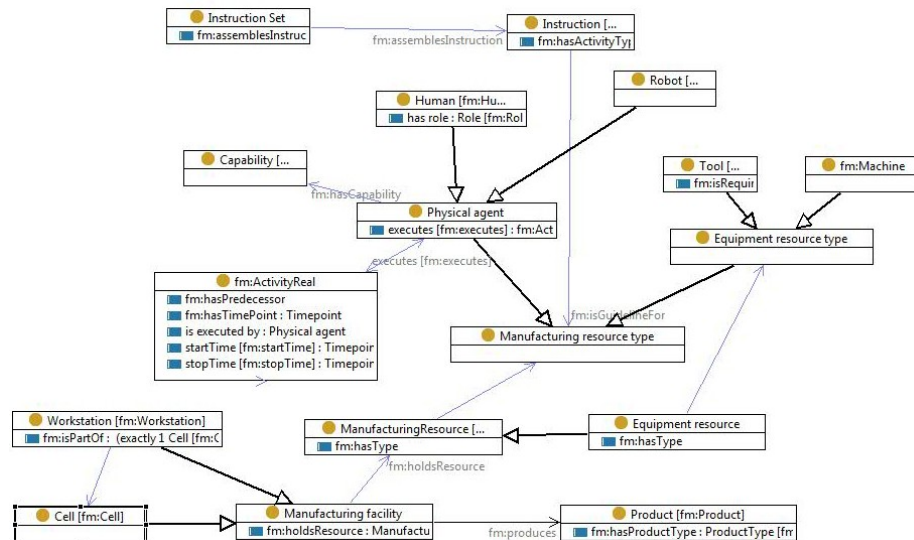 Instruction Set
fm:assemblesInstruc
fm:assemblesInstruction
Instruction [...
fm:hasActivityTyp
Human [fm:Hu...
has role : Role [fm:Rol
Robot [...
Capability [...
fm:hasCapability
Tool [...
fm:isRequir
fm:Machine
Physical agent
executes [fm:executes] : fm:Act
Equipment resource type
executes [fm:executes]
fm:ActivityReal
fm:hasPredecessor
fm:hasTimePoint : Timepoint
is executed by : Physical agent
startTime [fm:startTime] : Timepoin
stopTime [fm:stopTime] : Timepoin
fm:isGuidelineFor
Manufacturing resource type
Workstation [fm:Workstation]
fm:isPartOf : (exactly 1 Cell [fm:C
ManufacturingResource [...
fm:hasType
Equipment resource
fm:hasType
fm:holdsResource
Cell [fm:Cell]
Manufacturing facility
fm:holdsResource : Manufactu
fm:produces
Product [fm:Product]
fm:hasProductType : ProductType [fm